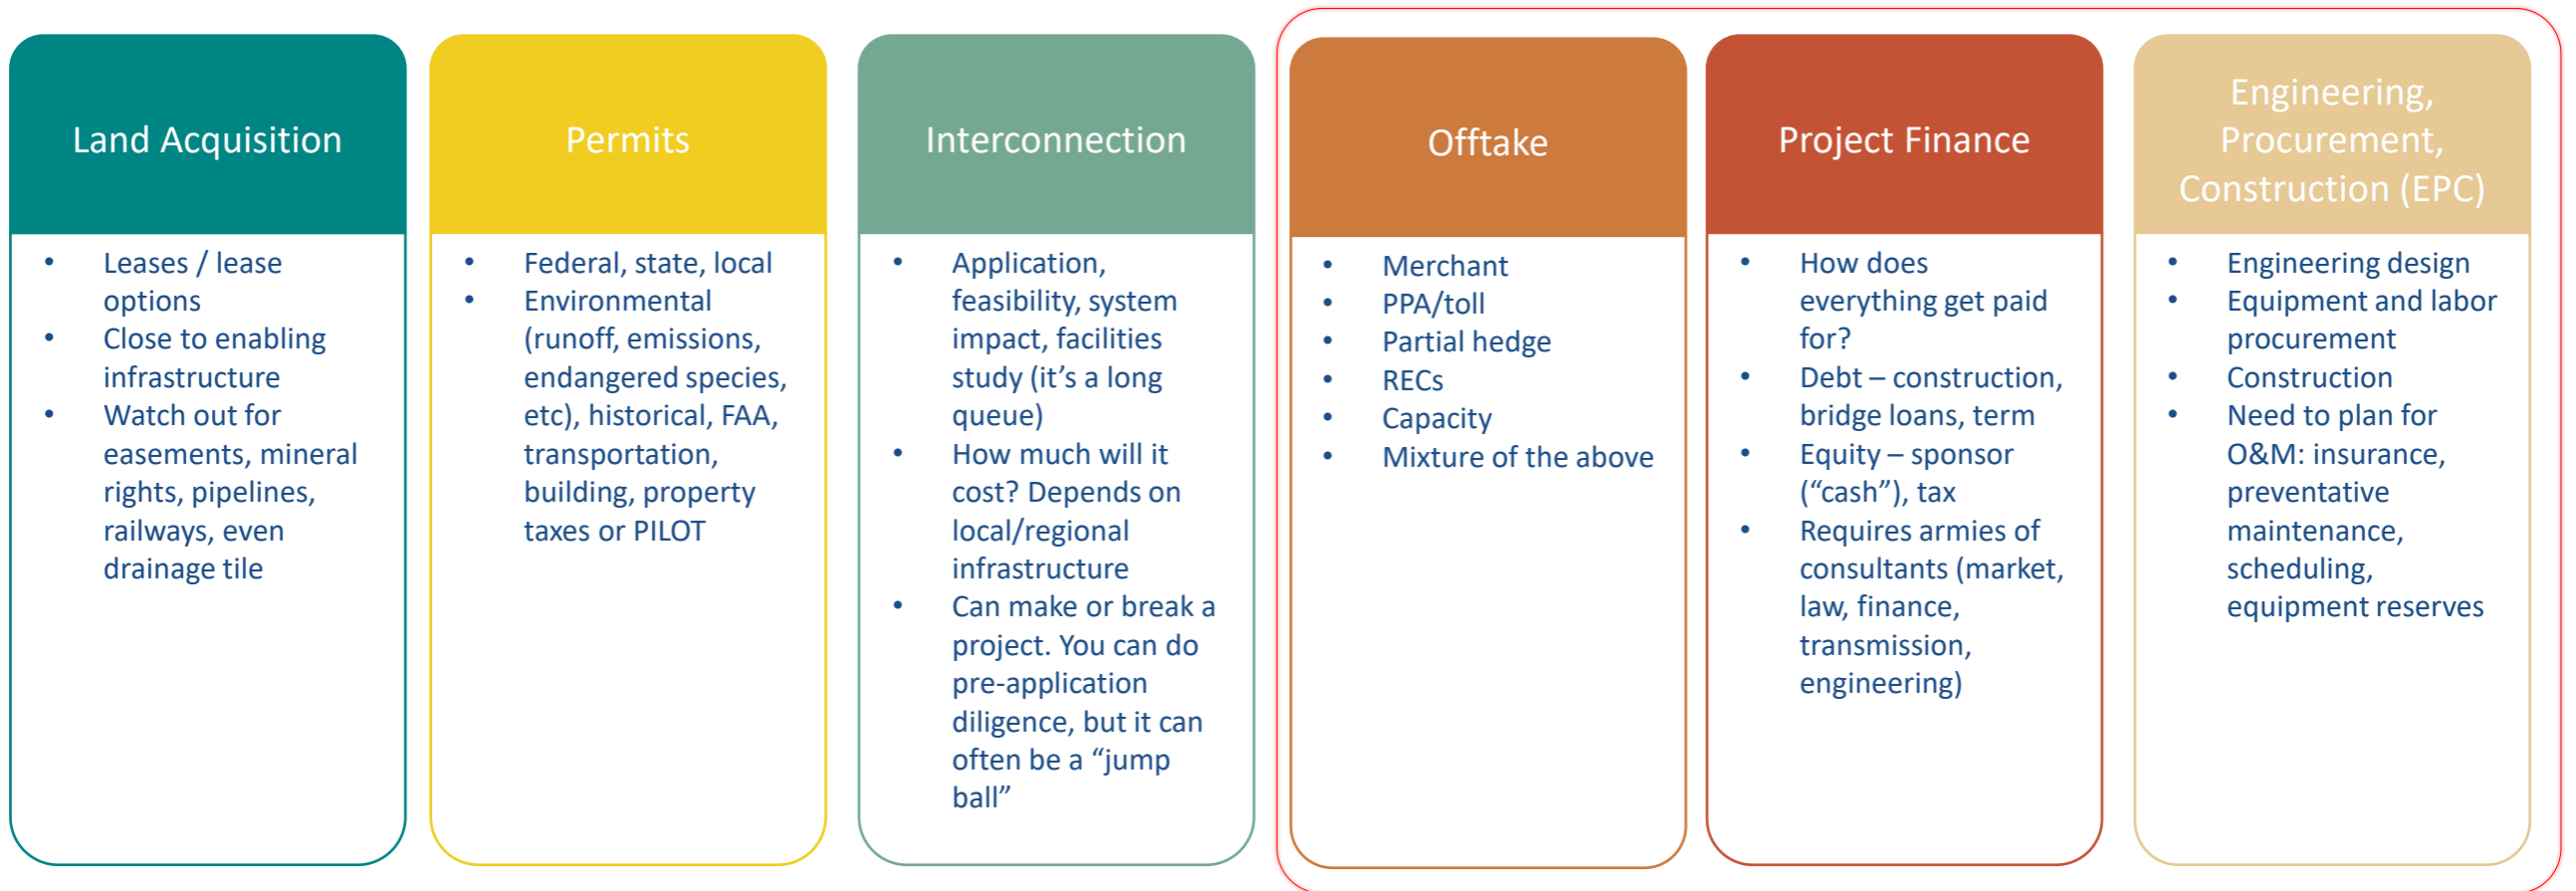 Land Acquisition
• Leases / lease
options
• Close to enabling
infrastructure
• Watch out for
easements, mineral
rights, pipelines,
railways, even
drainage tile
Permits
• Federal, state, local
• Environmental
(runoff, emissions,
endangered species,
etc), historical, FAA,
transportation,
building, property
taxes or PILOT
Interconnection
• Application,
feasibility, system
impact, facilities
study (it’s a long
queue)
• How much will it
cost? Depends on
local/regional
infrastructure
• Can make or break a
project. You can do
pre-application
diligence, but it can
often be a “jump
ball”
Offtake
• Merchant
• PPA/toll
• Partial hedge
• RECs
• Capacity
• Mixture of the above
Project Finance
• How does
everything get paid
for?
• Debt – construction,
bridge loans, term
• Equity – sponsor
(“cash”), tax
• Requires armies of
consultants (market,
law, finance,
transmission,
engineering)
Engineering,
Procurement,
Construction (EPC)
• Engineering design
• Equipment and labor
procurement
• Construction
• Need to plan for
O&M: insurance,
preventative
maintenance,
scheduling,
equipment reserves